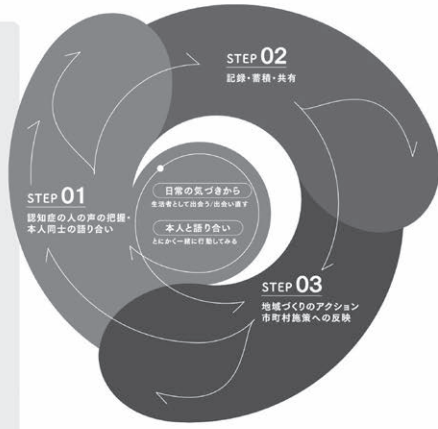 STEP 01
認知症の人の声の把握・
本人同士の語り合い
STEP 02
記録・蓄積・共有
STEP 03
地域づくりのアクション
市町村施策への反映
日常の気づきから
生活者として出会う/出会い直す
本人と語り合い
とにかく一緒に行動してみる